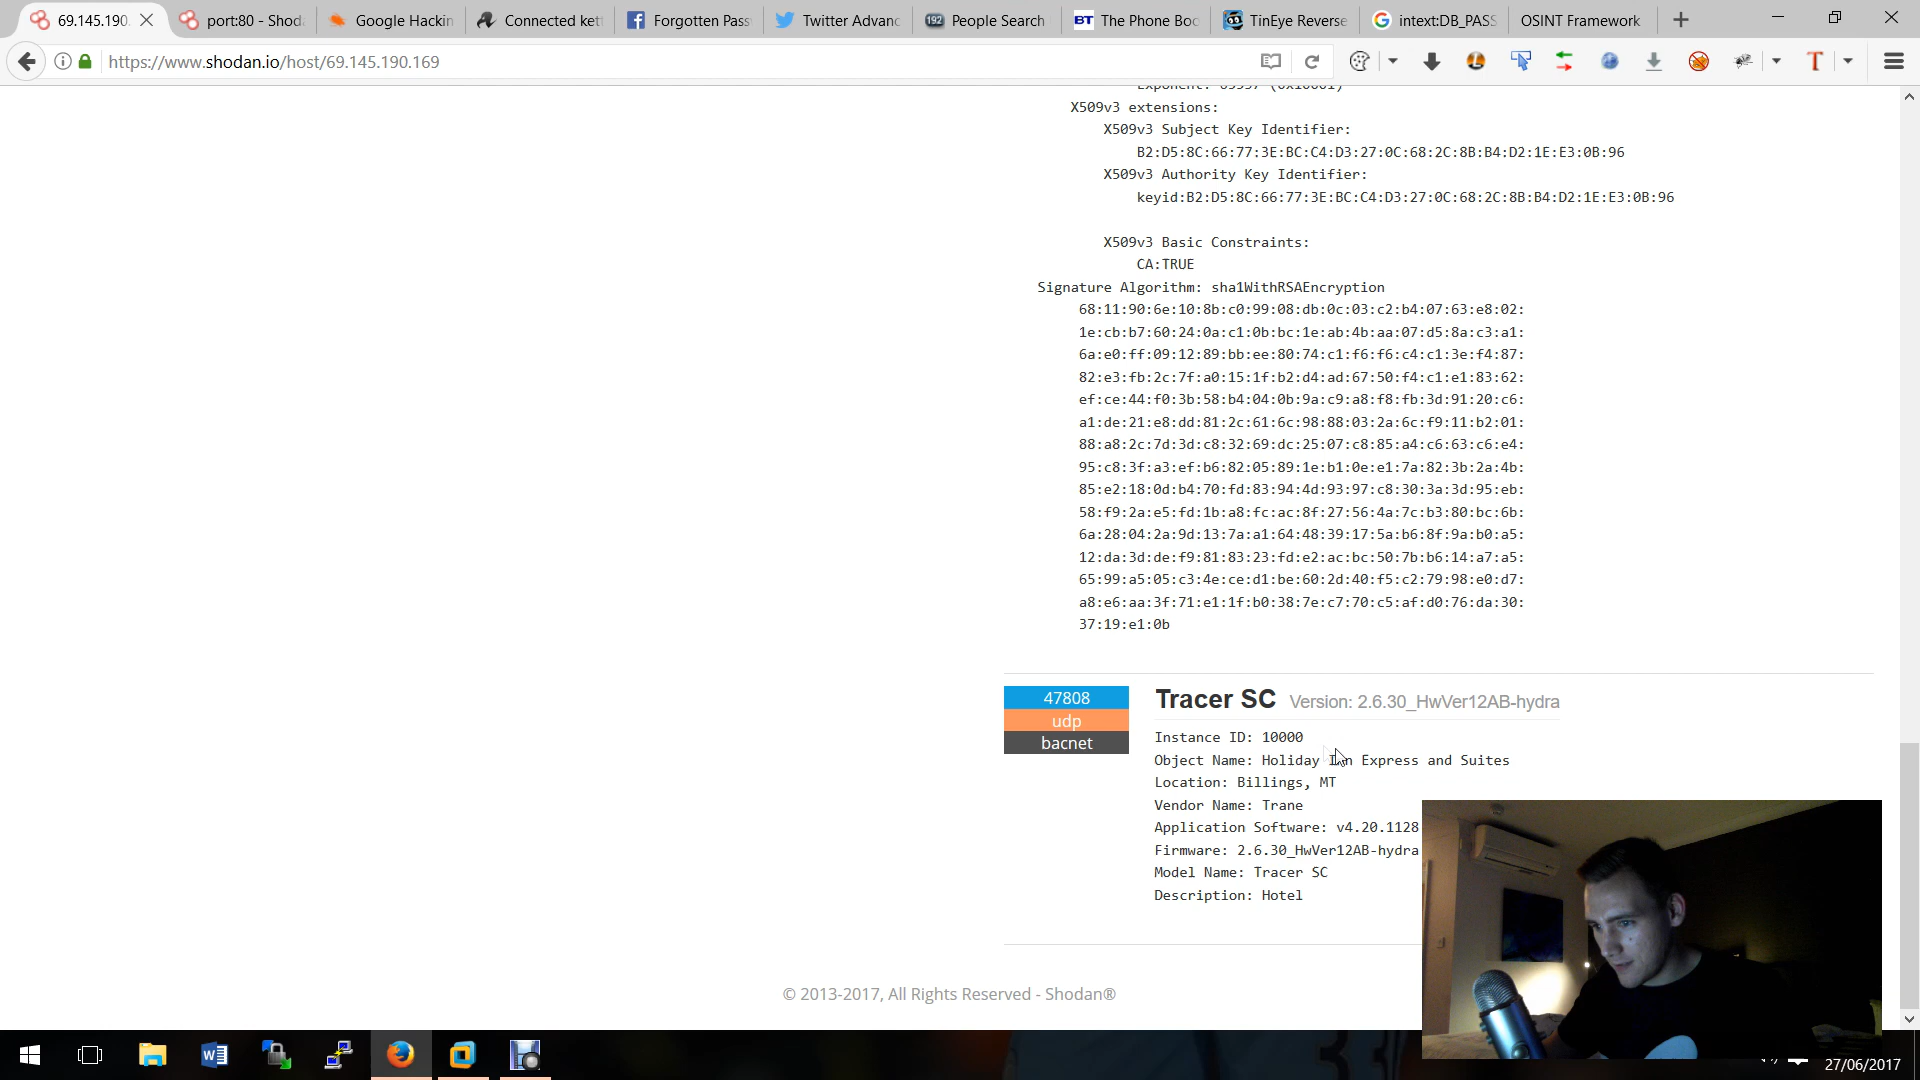 69.145.190.
port:80 - Shod
Google Hackin
Connected kett
Forgotten Pass
Twitter Advanc
People Search
The Phone Boo
TinEye Reverse
intext:DB_PASS
OSINT Framework
https://www.shodan.io/host/69.145.190.169
Exponent: 65537 (0x10001)
X509v3 extensions:
X509v3 Subject Key Identifier:
B2:D5:8C:66:77:3E:BC:C4:D3:27:0C:68:2C:8B:B4:D2:1E:E3:0B:96
X509v3 Authority Key Identifier:
keyid:B2:D5:8C:66:77:3E:BC:C4:D3:27:0C:68:2C:8B:B4:D2:1E:E3:0B:96
X509v3 Basic Constraints:
CA:TRUE
Signature Algorithm: sha1WithRSAEncryption
68:11:90:6e:10:8b:c0:99:08:db:0c:03:c2:b4:07:63:e8:02:
1e:cb:b7:60:24:0a:c1:0b:bc:1e:ab:4b:aa:07:d5:8a:c3:a1:
6a:e0:ff:09:12:89:bb:ee:80:74:c1:f6:f6:c4:c1:3e:f4:87:
82:e3:fb:2c:7f:a0:15:1f:b2:d4:ad:67:50:f4:c1:e1:83:62:
ef:ce:44:f0:3b:58:b4:04:0b:9a:c9:a8:f8:fb:3d:91:20:c6:
a1:de:21:e8:dd:81:2c:61:6c:98:88:03:2a:6c:f9:11:b2:01:
88:a8:2c:7d:3d:c8:32:69:dc:25:07:c8:85:a4:c6:63:c6:e4:
95:c8:3f:a3:ef:b6:82:05:89:1e:b1:0e:e1:7a:82:3b:2a:4b:
85:e2:18:0d:b4:70:fd:83:94:4d:93:97:c8:30:3a:3d:95:eb:
58:f9:2a:e5:fd:1b:a8:fc:ac:8f:27:56:4a:7c:b3:80:bc:6b:
6a:28:04:2a:9d:13:7a:a1:64:48:39:17:5a:b6:8f:9a:b0:a5:
12:da:3d:de:f9:81:83:23:fd:e2:ac:bc:50:7b:b6:14:a7:a5:
65:99:a5:05:c3:4e:ce:d1:be:60:2d:40:f5:c2:79:98:e0:d7:
a8:e6:aa:3f:71:e1:1f:b0:38:7e:c7:70:c5:af:d0:76:da:30:
37:19:e1:0b
47808
udp
bacnet
Tracer SC Version: 2.6.30_HwVer12AB-hydra
Instance ID: 10000
Object Name: Holiday Inn Express and Suites
Location: Billings, MT
Vendor Name: Trane
Application Software: v4.20.1128
Firmware: 2.6.30_HwVer12AB-hydra
Model Name: Tracer SC
Description: Hotel
© 2013-2017, All Rights Reserved - Shodan®
27/06/2017